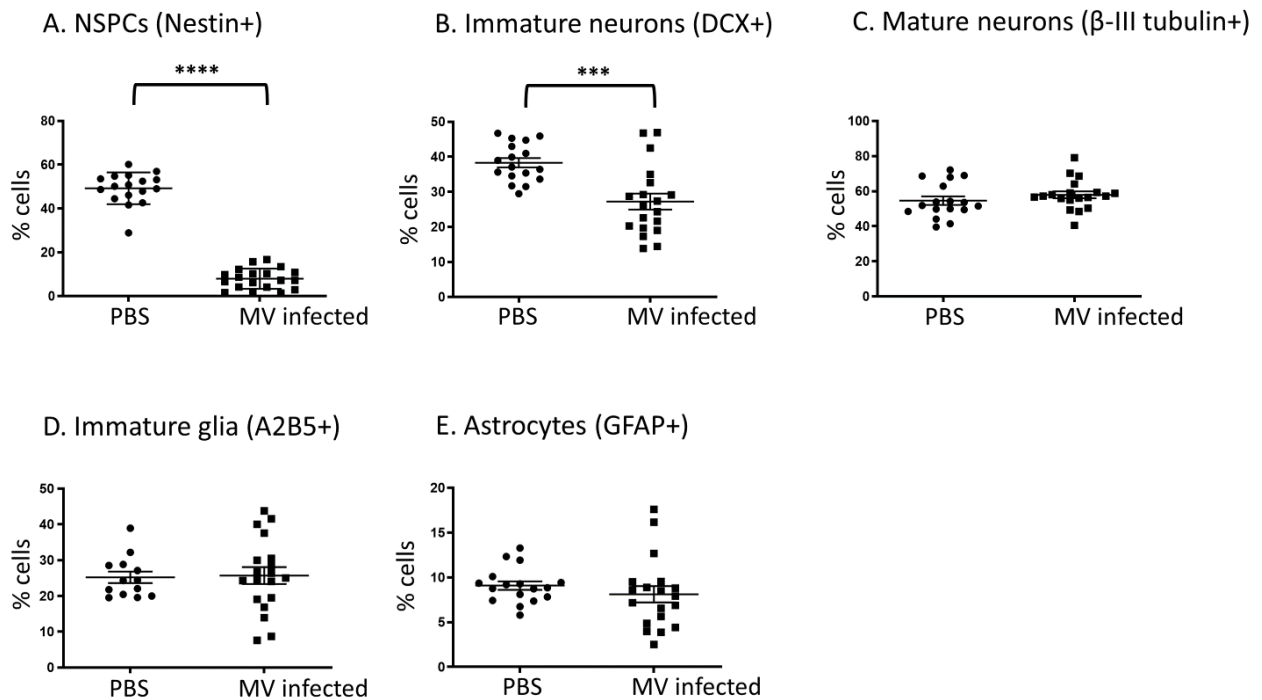 A. NSPCs (Nestin+)
B. Immature neurons (DCX+)
C. Mature neurons (β-III tubulin+)
****
***
% cells
80
60
40
20
0
PBS
MV infected
% cells
50
40
30
20
10
0
PBS
MV infected
% cells
100
80
60
40
20
0
PBS
MV infected
D. Immature glia (A2B5+)
E. Astrocytes (GFAP+)
% cells
50
40
30
20
10
0
PBS
MV infected
% cells
20
15
10
5
0
PBS
MV infected